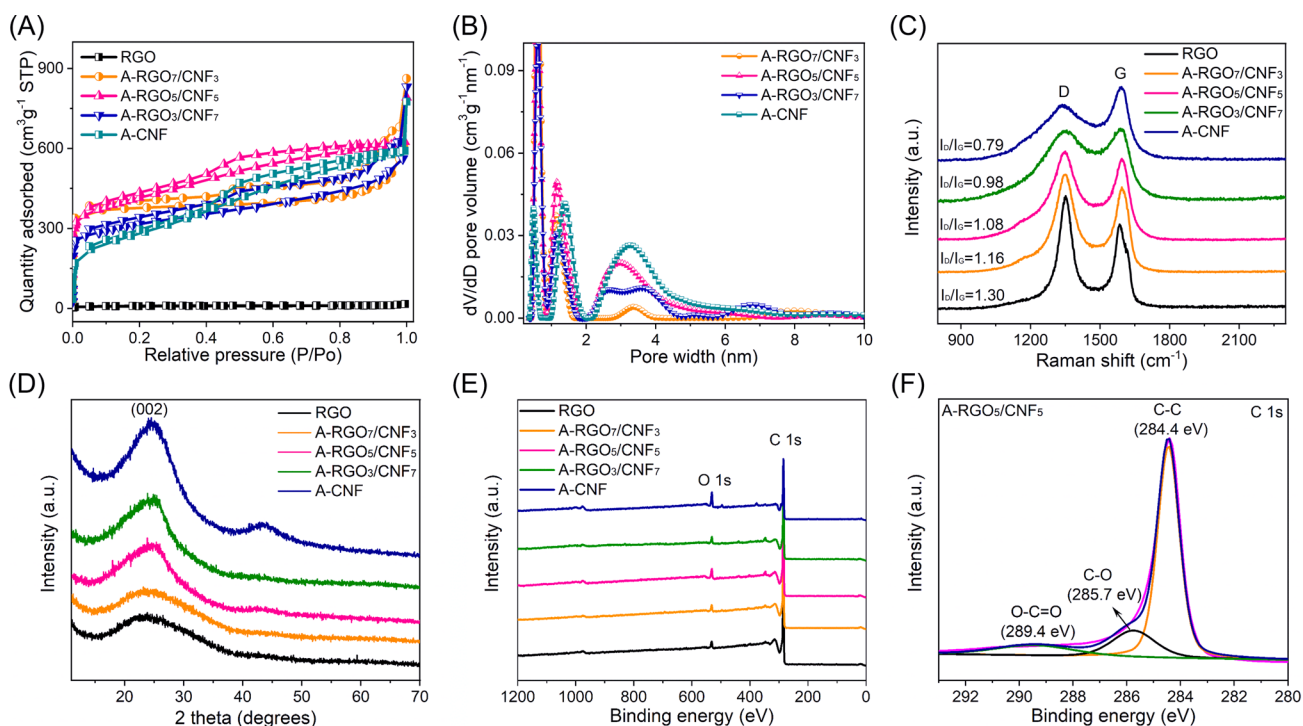 (A)
Quantity adsorbed (cm³g⁻¹ STP)
900
600
300
0
RGO
A-RGO₇/CNF₃
A-RGO₅/CNF₅
A-RGO₃/CNF₇
A-CNF
0.0 0.2 0.4 0.6 0.8 1.0
Relative pressure (P/Po)
(B)
dV/dD pore volume (cm³g⁻¹nm⁻¹)
0.09
0.06
0.03
0.00
A-RGO₇/CNF₃
A-RGO₅/CNF₅
A-RGO₃/CNF₇
A-CNF
2 4 6 8 10
Pore width (nm)
(C)
Intensity (a.u.)
D
G
RGO
A-RGO₇/CNF₃
A-RGO₅/CNF₅
A-RGO₃/CNF₇
A-CNF
I_D/I_G=0.79
I_D/I_G=0.98
I_D/I_G=1.08
I_D/I_G=1.16
I_D/I_G=1.30
900 1200 1500 1800 2100
Raman shift (cm⁻¹)
(D)
Intensity (a.u.)
(002)
RGO
A-RGO₇/CNF₃
A-RGO₅/CNF₅
A-RGO₃/CNF₇
A-CNF
20 30 40 50 60 70
2 theta (degrees)
(E)
Intensity (a.u.)
RGO
A-RGO₇/CNF₃
A-RGO₅/CNF₅
A-RGO₃/CNF₇
A-CNF
C 1s
O 1s
1200 1000 800 600 400 200 0
Binding energy (eV)
(F)
Intensity (a.u.)
A-RGO₅/CNF₅
C 1s
C-C
(284.4 eV)
C-O
(285.7 eV)
O-C=O
(289.4 eV)
292 290 288 286 284 282 280
Binding energy (eV)